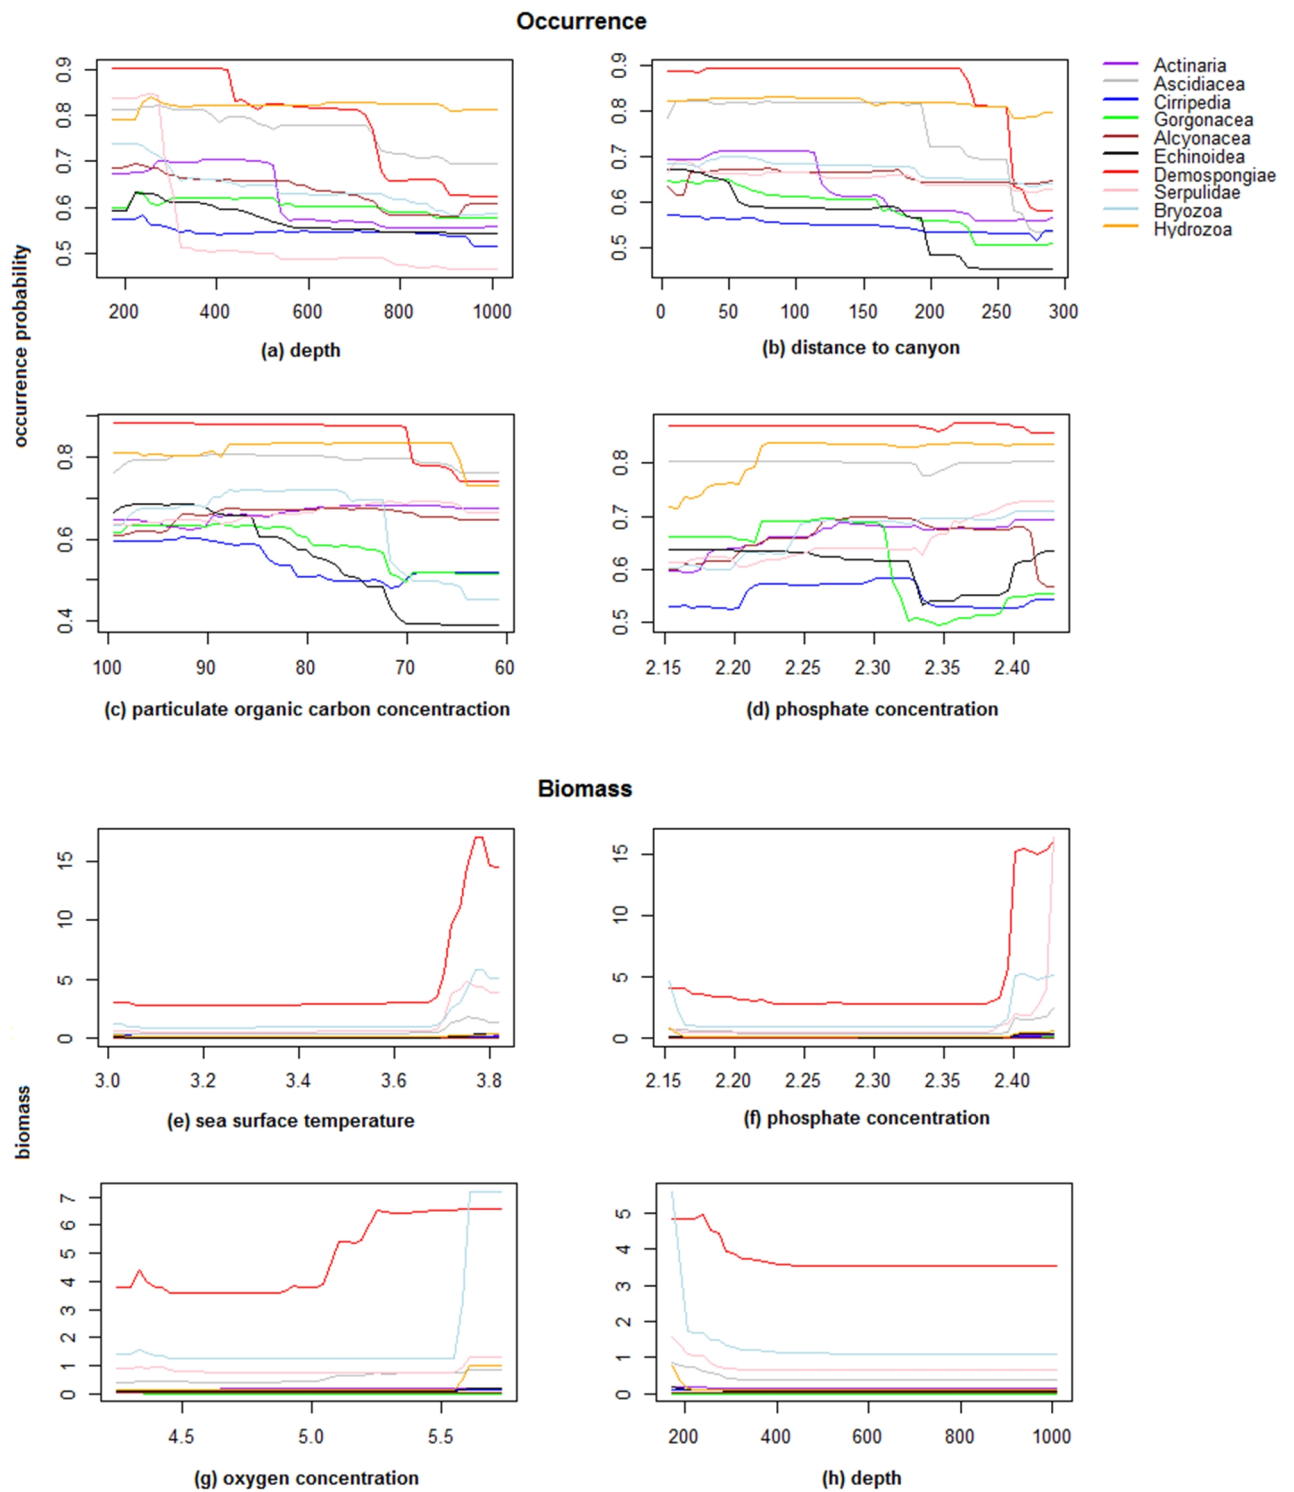 Occurrence
occurrence probability
0.9
0.8
0.7
0.6
0.5
200 400 600 800 1000
(a) depth
0.9
0.8
0.7
0.6
0.5
0 50 100 150 200 250 300
(b) distance to canyon
Actinaria
Ascidiacea
Cirripedia
Gorgonacea
Alcyonacea
Echinoidea
Demospongiae
Serpulidae
Bryozoa
Hydrozoa
0.8
0.6
0.4
100 90 80 70 60
(c) particulate organic carbon concentraction
0.8
0.7
0.6
0.5
2.15 2.20 2.25 2.30 2.35 2.40
(d) phosphate concentration
Biomass
biomass
15
10
5
0
3.0 3.2 3.4 3.6 3.8
(e) sea surface temperature
15
10
5
0
2.15 2.20 2.25 2.30 2.35 2.40
(f) phosphate concentration
7
6
5
4
3
2
1
0
4.5 5.0 5.5
(g) oxygen concentration
5
4
3
2
1
0
200 400 600 800 1000
(h) depth